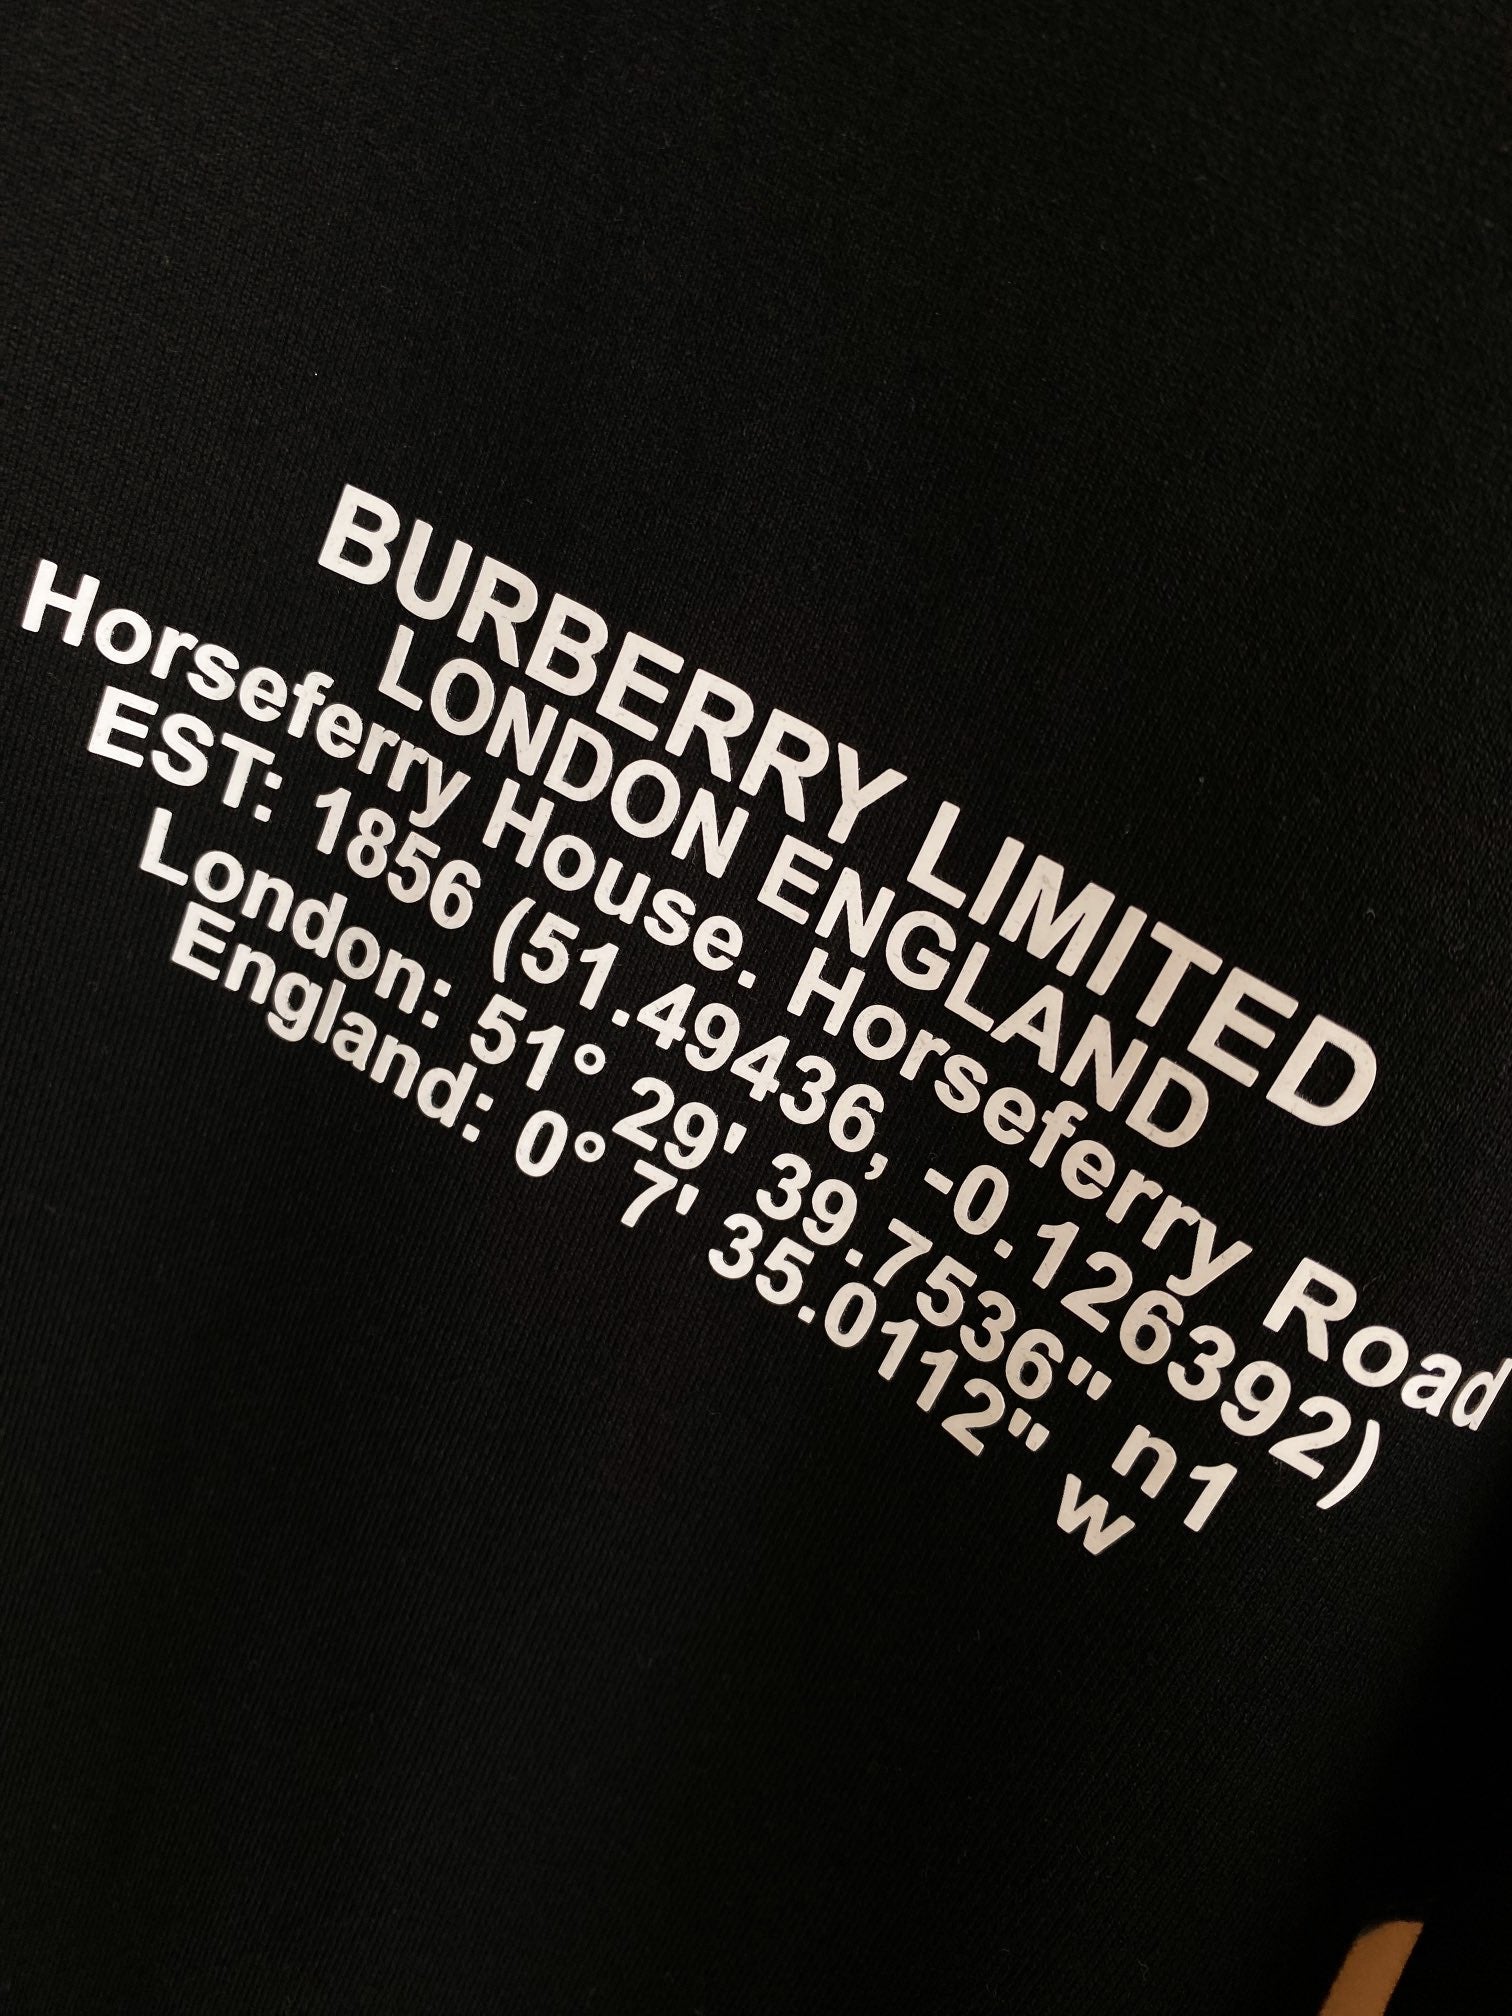 BURBERRY LIMITED
LONDON ENGLAND
Horseferry House. Horseferry Road
EST: 1856 (51.49436, -0.126392)
London: 51° 29' 39.7536" n1
England: 0° 7' 35.0112" w